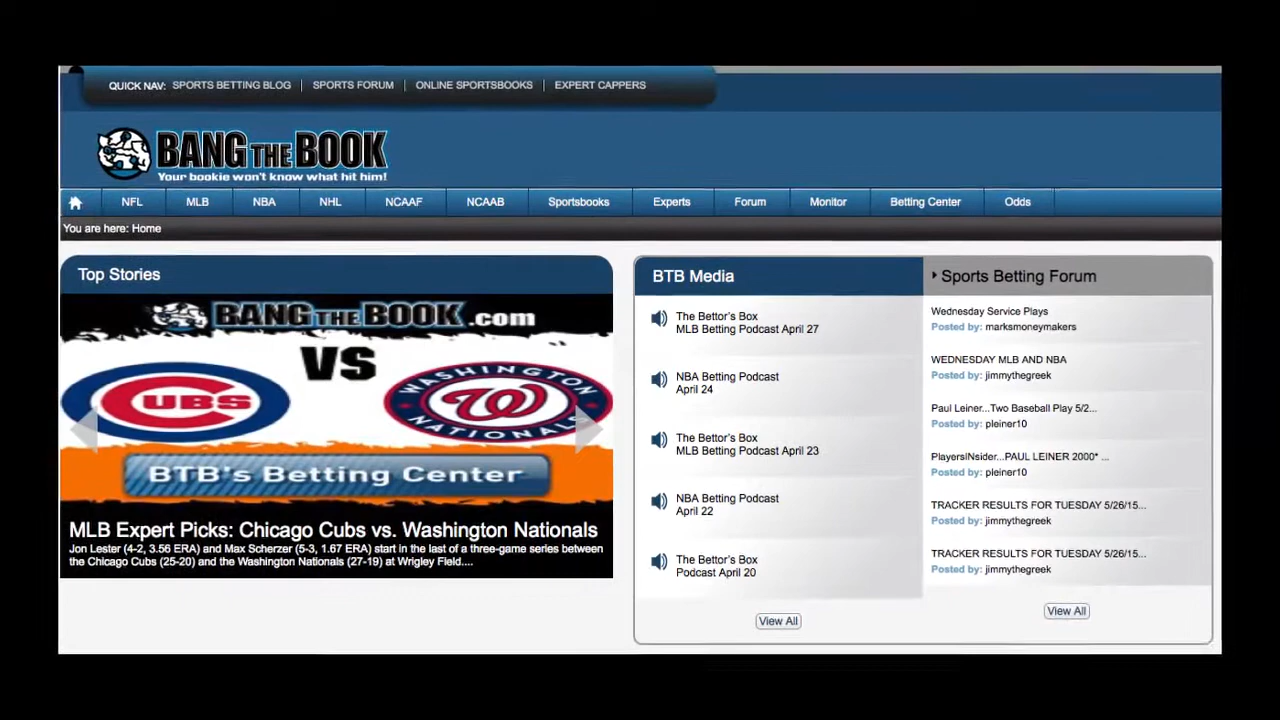 QUICK NAV: SPORTS BETTING BLOG | SPORTS FORUM | ONLINE SPORTSBOOKS | EXPERT CAPPERS
BANG THE BOOK
Your bookie won't know what hit him!
NFL MLB NBA NHL NCAAF NCAAB Sportsbooks Experts Forum Monitor Betting Center Odds
You are here: Home
Top Stories
BANG THE BOOK.com
VS
CUBS
WASHINGTON
W
NATIONALS
BTB's Betting Center
MLB Expert Picks: Chicago Cubs vs. Washington Nationals
Jon Lester (4-2, 3.56 ERA) and Max Scherzer (5-3, 1.67 ERA) start in the last of a three-game series between
the Chicago Cubs (25-20) and the Washington Nationals (27-19) at Wrigley Field....
BTB Media
The Bettor's Box
MLB Betting Podcast April 27
NBA Betting Podcast
April 24
The Bettor's Box
MLB Betting Podcast April 23
NBA Betting Podcast
April 22
The Bettor's Box
Podcast April 20
View All
Sports Betting Forum
Wednesday Service Plays
Posted by: marksmoneymakers
WEDNESDAY MLB AND NBA
Posted by: jimmythegreek
Paul Leiner...Two Baseball Play 5/2...
Posted by: pleiner10
PlayersINsider...PAUL LEINER 2000* ...
Posted by: pleiner10
TRACKER RESULTS FOR TUESDAY 5/26/15...
Posted by: jimmythegreek
TRACKER RESULTS FOR TUESDAY 5/26/15...
Posted by: jimmythegreek
View All